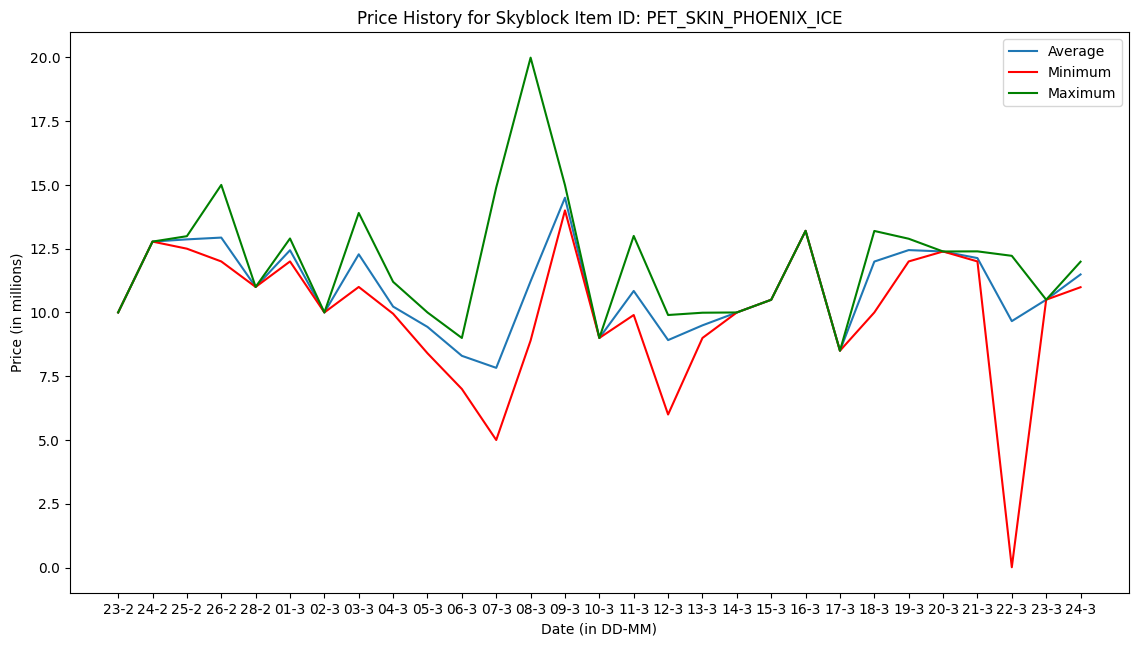 Price History for Skyblock Item ID: PET_SKIN_PHOENIX_ICE
Average
Minimum
Maximum
Price (in millions)
20.0
17.5
15.0
12.5
10.0
7.5
5.0
2.5
0.0
23-2 24-2 25-2 26-2 28-2 01-3 02-3 03-3 04-3 05-3 06-3 07-3 08-3 09-3 10-3 11-3 12-3 13-3 14-3 15-3 16-3 17-3 18-3 19-3 20-3 21-3 22-3 23-3 24-3
Date (in DD-MM)